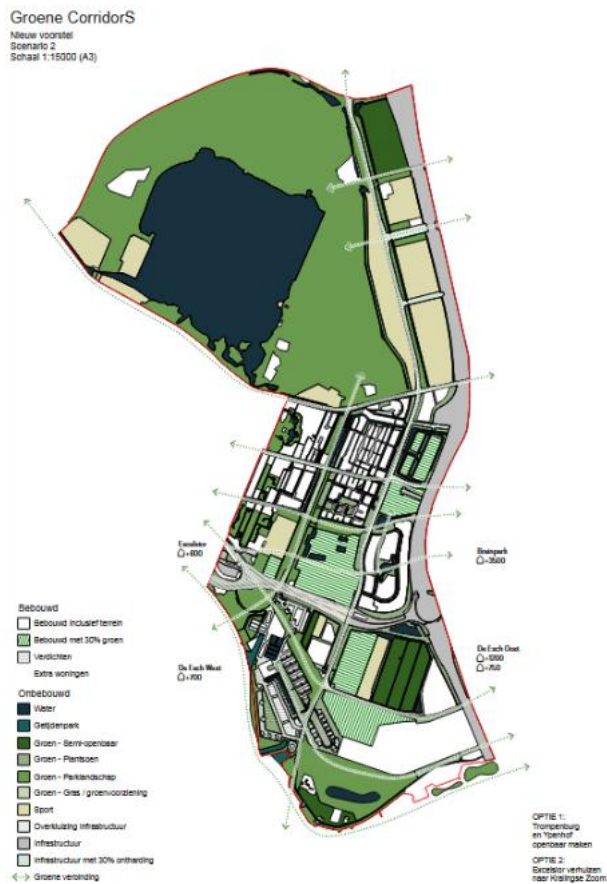 Groene CorridorS
Nieuw voorstel
Scenario 2
Schaal 1:15000 (A3)
Excelsior
+600
Brainpark
+3500
De Esch West
+700
De Esch Oost
+1200
+750
Bebouwd
Bebouwd inclusief terrein
Bebouwd met 30% groen
Verdichten
Extra woningen
Onbebouwd
Water
Getijdenpark
Groen - Semi-openbaar
Groen - Plantsoen
Groen - Parklandschap
Groen - Gras / groenvoorziening
Sport
Overkluizing infrastructuur
Infrastructuur
Infrastructuur met 30% ontharding
Groene verbinding
OPTIE 1:
Trompenburg
en Ypenhof
openbaar maken
OPTIE 2:
Excelsior verhuizen
naar Kralingse Zoom